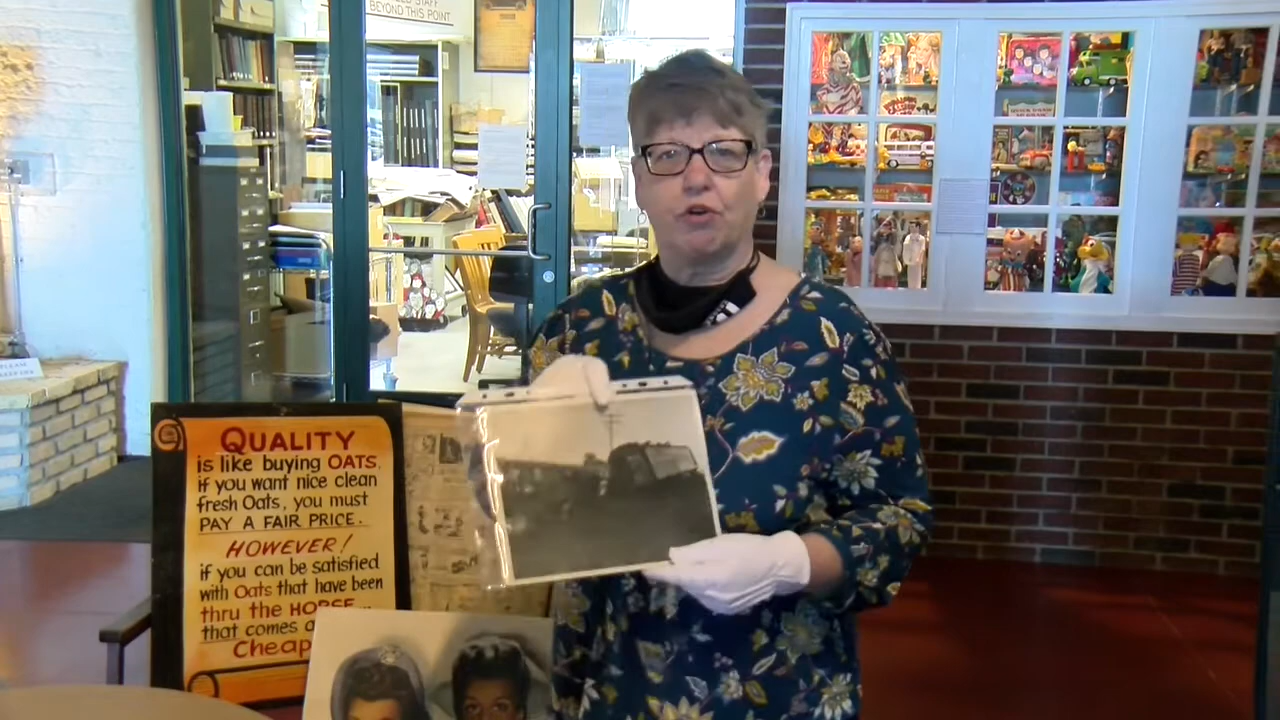 BEYOND THIS POINT
QUALITY
is like buying OATS,
if you want nice clean
fresh Oats, you must
PAY A FAIR PRICE.
HOWEVER!
if you can be satisfied
with Oats that have been
thru the HORSE...
that comes a
Cheap